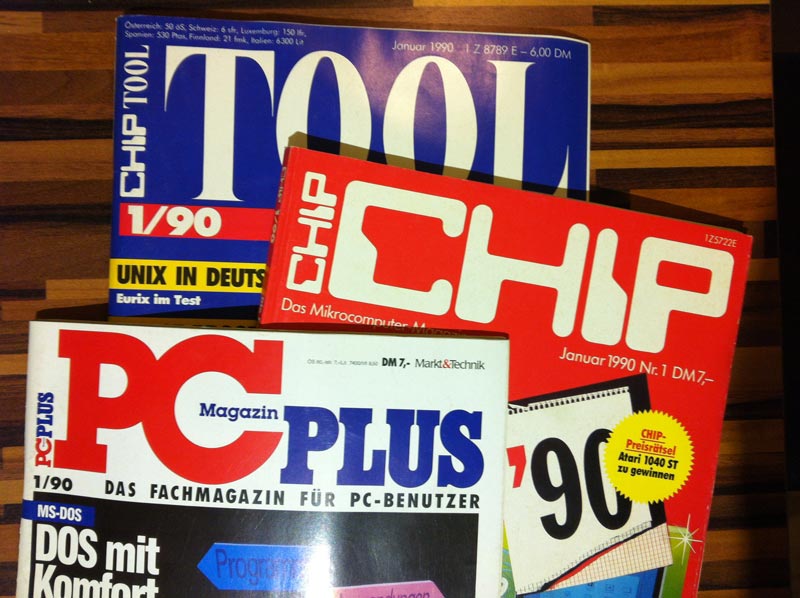 Österreich: 50 öS, Schweiz: 6 sfr, Luxemburg: 150 lfr,
Spanien: 530 Ptas, Finnland: 21 fmk, Italien: 6300 Lit
Januar 1990 1 Z 8789 E – 6,00 DM
CHIP TOOL
TOOL
1/90
UNIX IN DEUTS
Eurix im Test
CHIP
CHIP
1Z5722E
Das Mikrocomputer
Januar 1990 Nr. 1 DM 7,–
CHIP-
Preisrätsel
Atari 1040 ST
zu gewinnen
'90
DM 7,- Markt&Technik
PC PLUS
PC
Magazin
PLUS
1/90
DAS FACHMAGAZIN FÜR PC-BENUTZER
MS-DOS
DOS mit
Komfort
Program